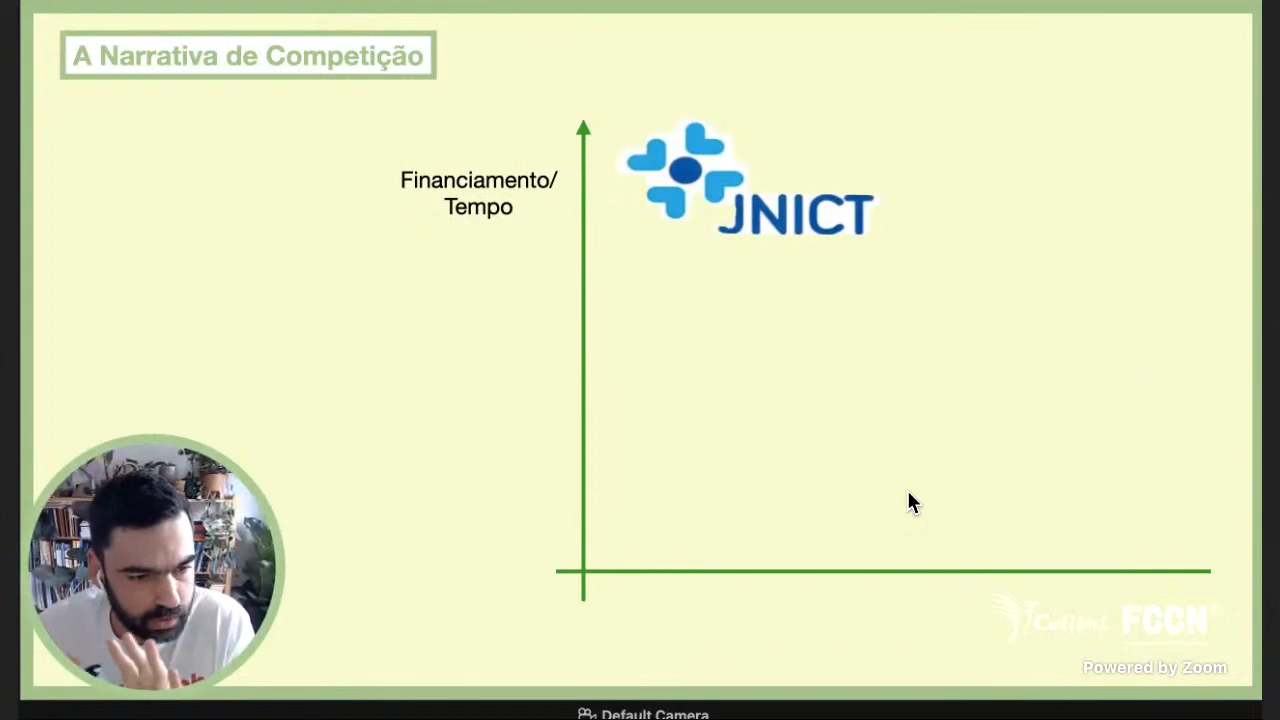 A Narrativa de Competição
Financiamento/
Tempo
JNICT
FCCN
Powered by Zoom
Default Camera